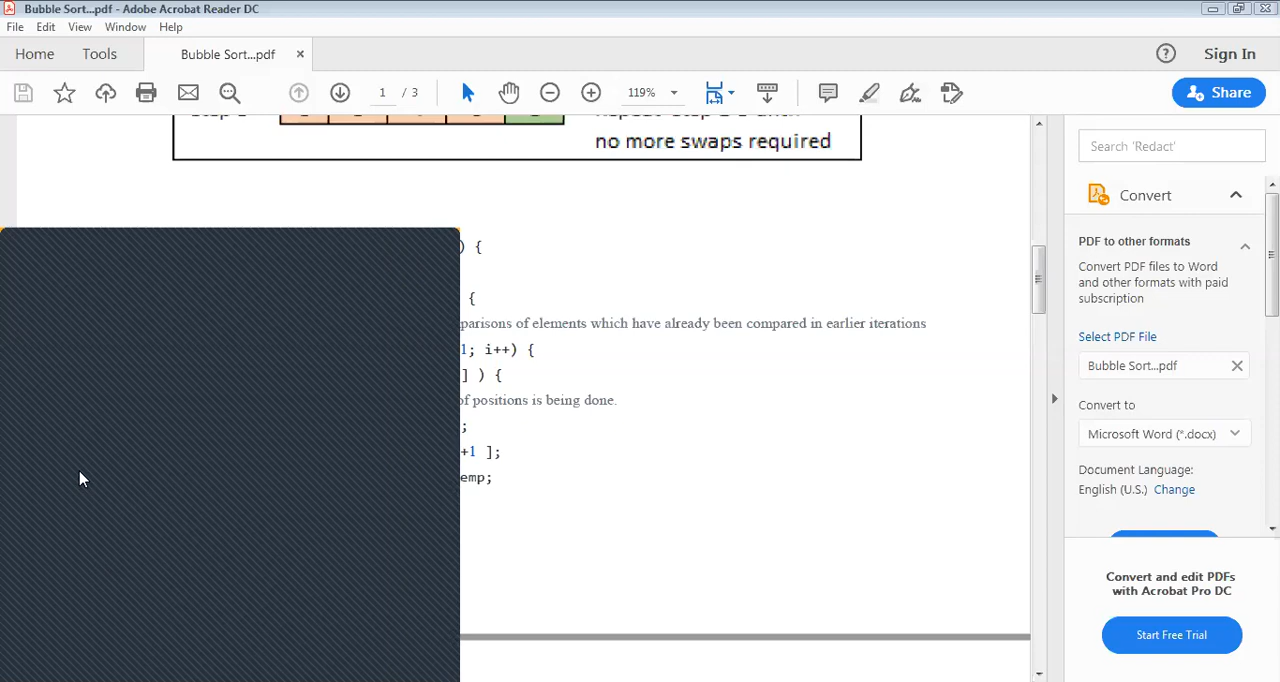 Bubble Sort...pdf - Adobe Acrobat Reader DC
File Edit View Window Help
Home Tools Bubble Sort...pdf × ? Sign In
1 / 3 119% Share
no more swaps required
) {
{
parisons of elements which have already been compared in earlier iterations
1; i++) {
] ) {
of positions is being done.
;
+1 ];
emp;
Search 'Redact'
Convert
PDF to other formats
Convert PDF files to Word
and other formats with paid
subscription
Select PDF File
Bubble Sort...pdf
Convert to
Microsoft Word (*.docx)
Document Language:
English (U.S.) Change
Convert and edit PDFs
with Acrobat Pro DC
Start Free Trial